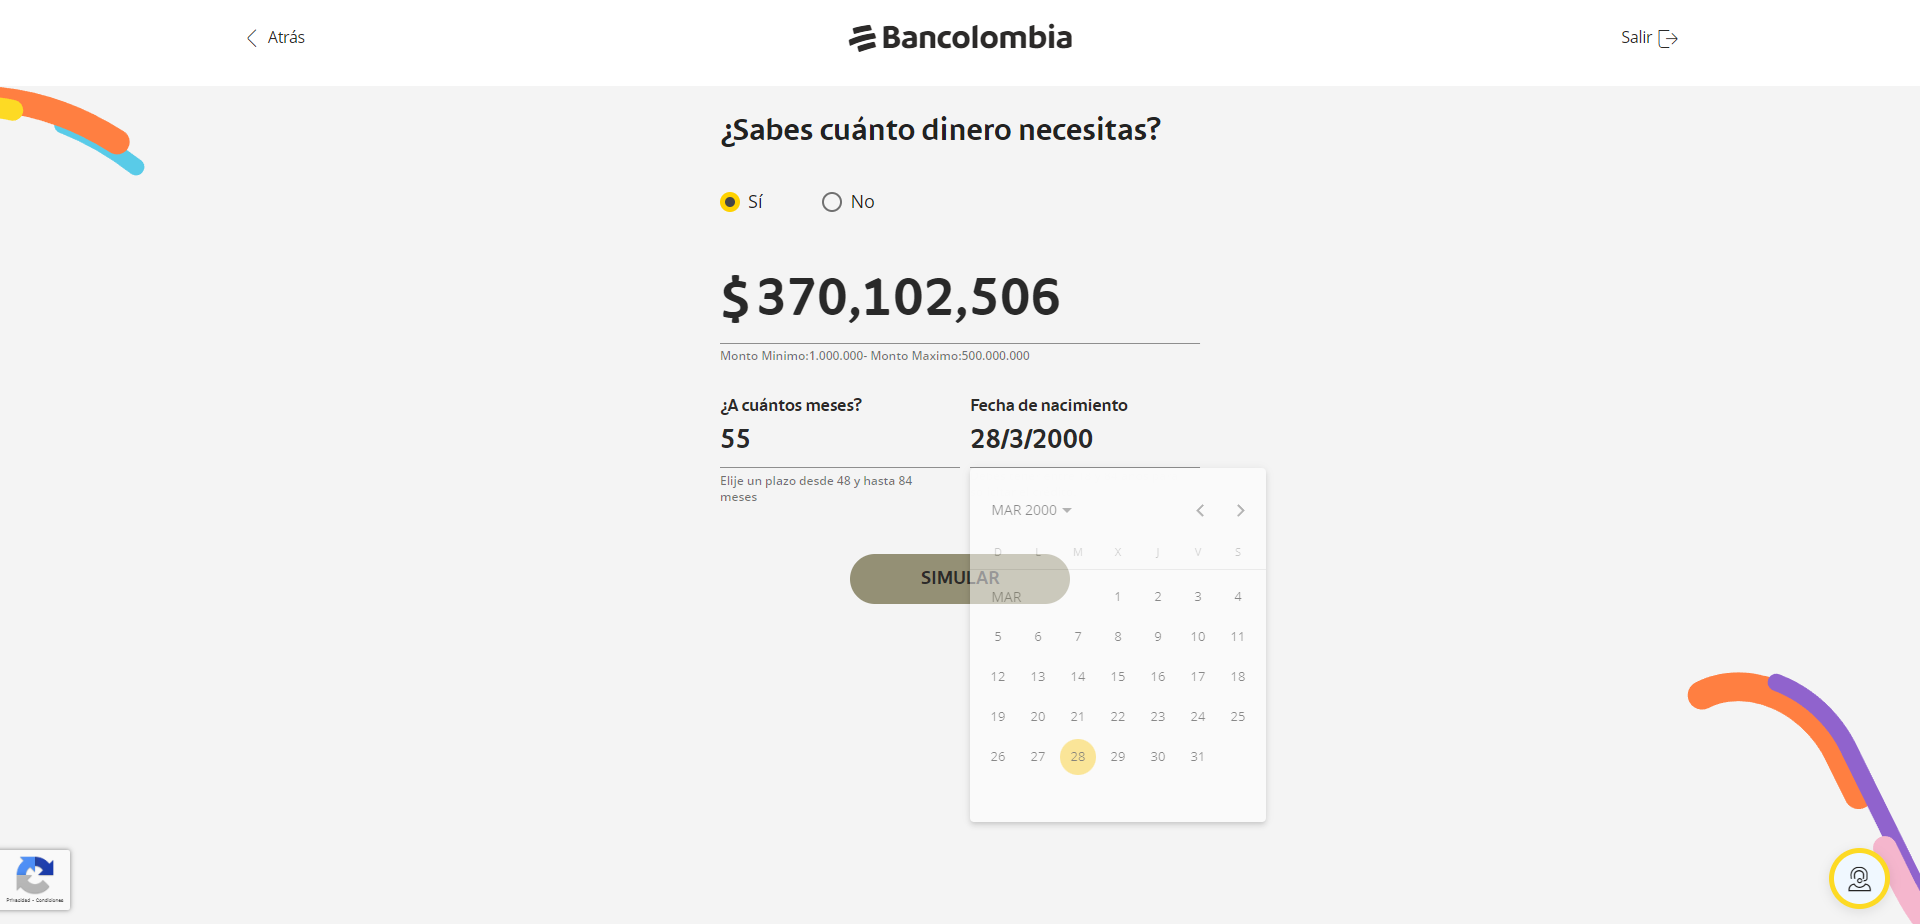 Atrás
Bancolombia
Salir
¿Sabes cuánto dinero necesitas?
Sí
No
$ 370,102,506
Monto Minimo:1.000.000- Monto Maximo:500.000.000
¿A cuántos meses?
Fecha de nacimiento
55
28/3/2000
Elije un plazo desde 48 y hasta 84
meses
MAR 2000
D L M X J V S
SIMULAR
MAR 1 2 3 4
5 6 7 8 9 10 11
12 13 14 15 16 17 18
19 20 21 22 23 24 25
26 27 28 29 30 31
Privacidad - Condiciones